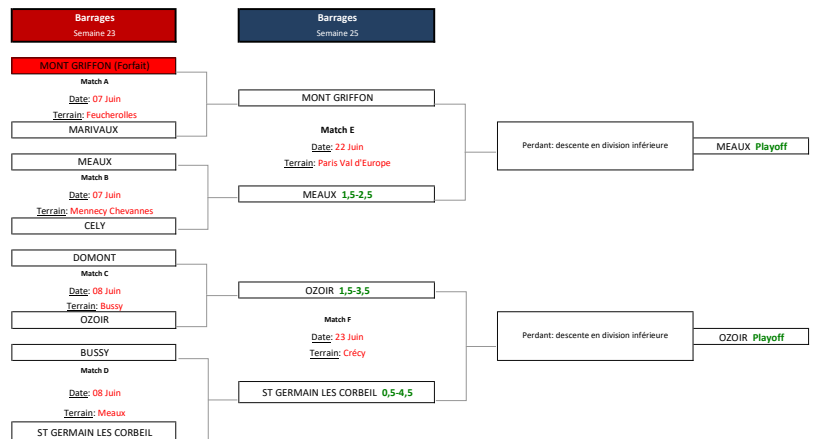 Barrages
Semaine 23
Barrages
Semaine 25
MONT GRIFFON (Forfait)
Match A
Date: 07 Juin
Terrain: Feucherolles
MARIVAUX
MEAUX
Match B
Date: 07 Juin
Terrain: Mennecy Chevannes
CELY
DOMONT
Match C
Date: 08 Juin
Terrain: Bussy
OZOIR
BUSSY
Match D
Date: 08 Juin
Terrain: Meaux
ST GERMAIN LES CORBEIL
MONT GRIFFON
Match E
Date: 22 Juin
Terrain: Paris Val d'Europe
MEAUX 1,5-2,5
OZOIR 1,5-3,5
Match F
Date: 23 Juin
Terrain: Crécy
ST GERMAIN LES CORBEIL 0,5-4,5
Perdant: descente en division inférieure
MEAUX Playoff
Perdant: descente en division inférieure
OZOIR Playoff